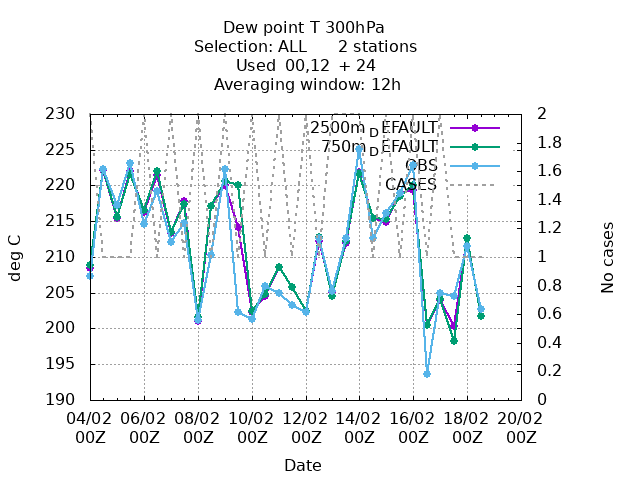 Dew point T 300hPa
Selection: ALL 2 stations
Used 00,12 + 24
Averaging window: 12h
230 2
2500m DEFAULT
225 1.8
750m DEFAULT
OBS
220 1.6
CASES
215 1.4
210 1.2
205 1
200 0.8
195 0.6
190 0.4
0.2
0
deg C
No cases
04/02 06/02 08/02 10/02 12/02 14/02 16/02 18/02 20/02
00Z 00Z 00Z 00Z 00Z 00Z 00Z 00Z 00Z
Date